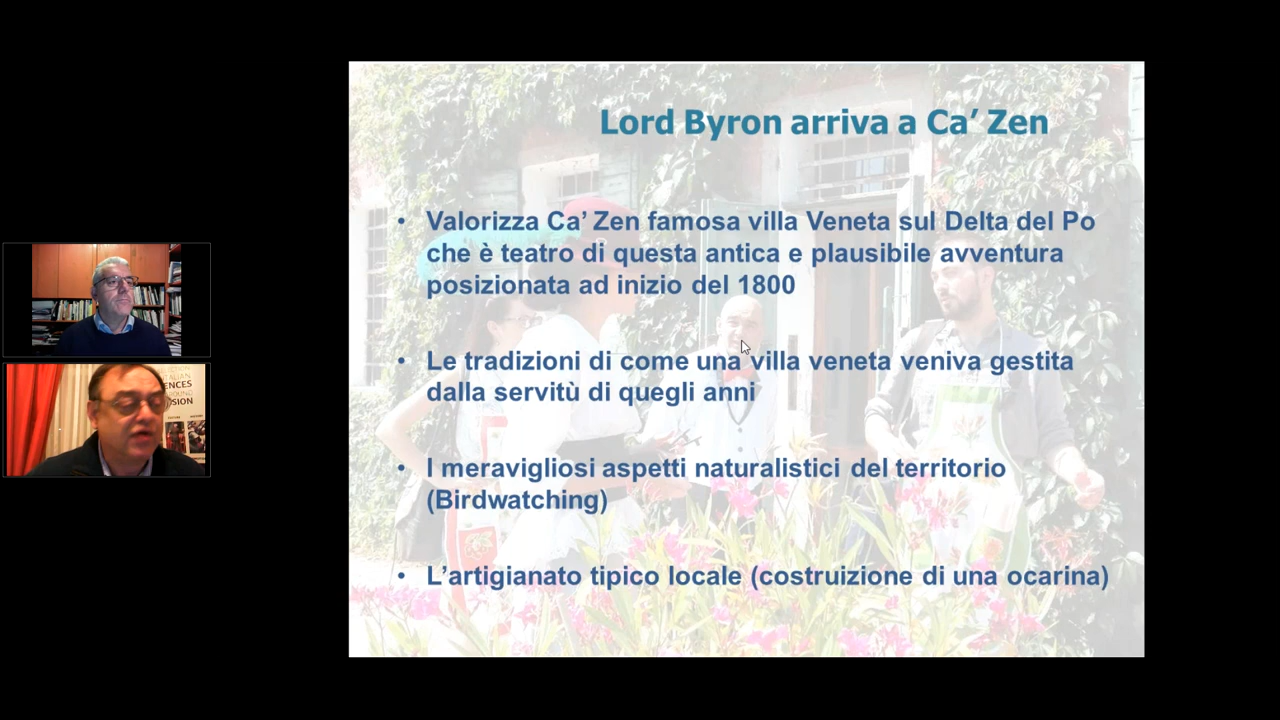 Lord Byron arriva a Ca’ Zen
• Valorizza Ca’ Zen famosa villa Veneta sul Delta del Po
che è teatro di questa antica e plausibile avventura
posizionata ad inizio del 1800
• Le tradizioni di come una villa veneta veniva gestita
dalla servitù di quegli anni
• I meravigliosi aspetti naturalistici del territorio
(Birdwatching)
• L’artigianato tipico locale (costruizione di una ocarina)